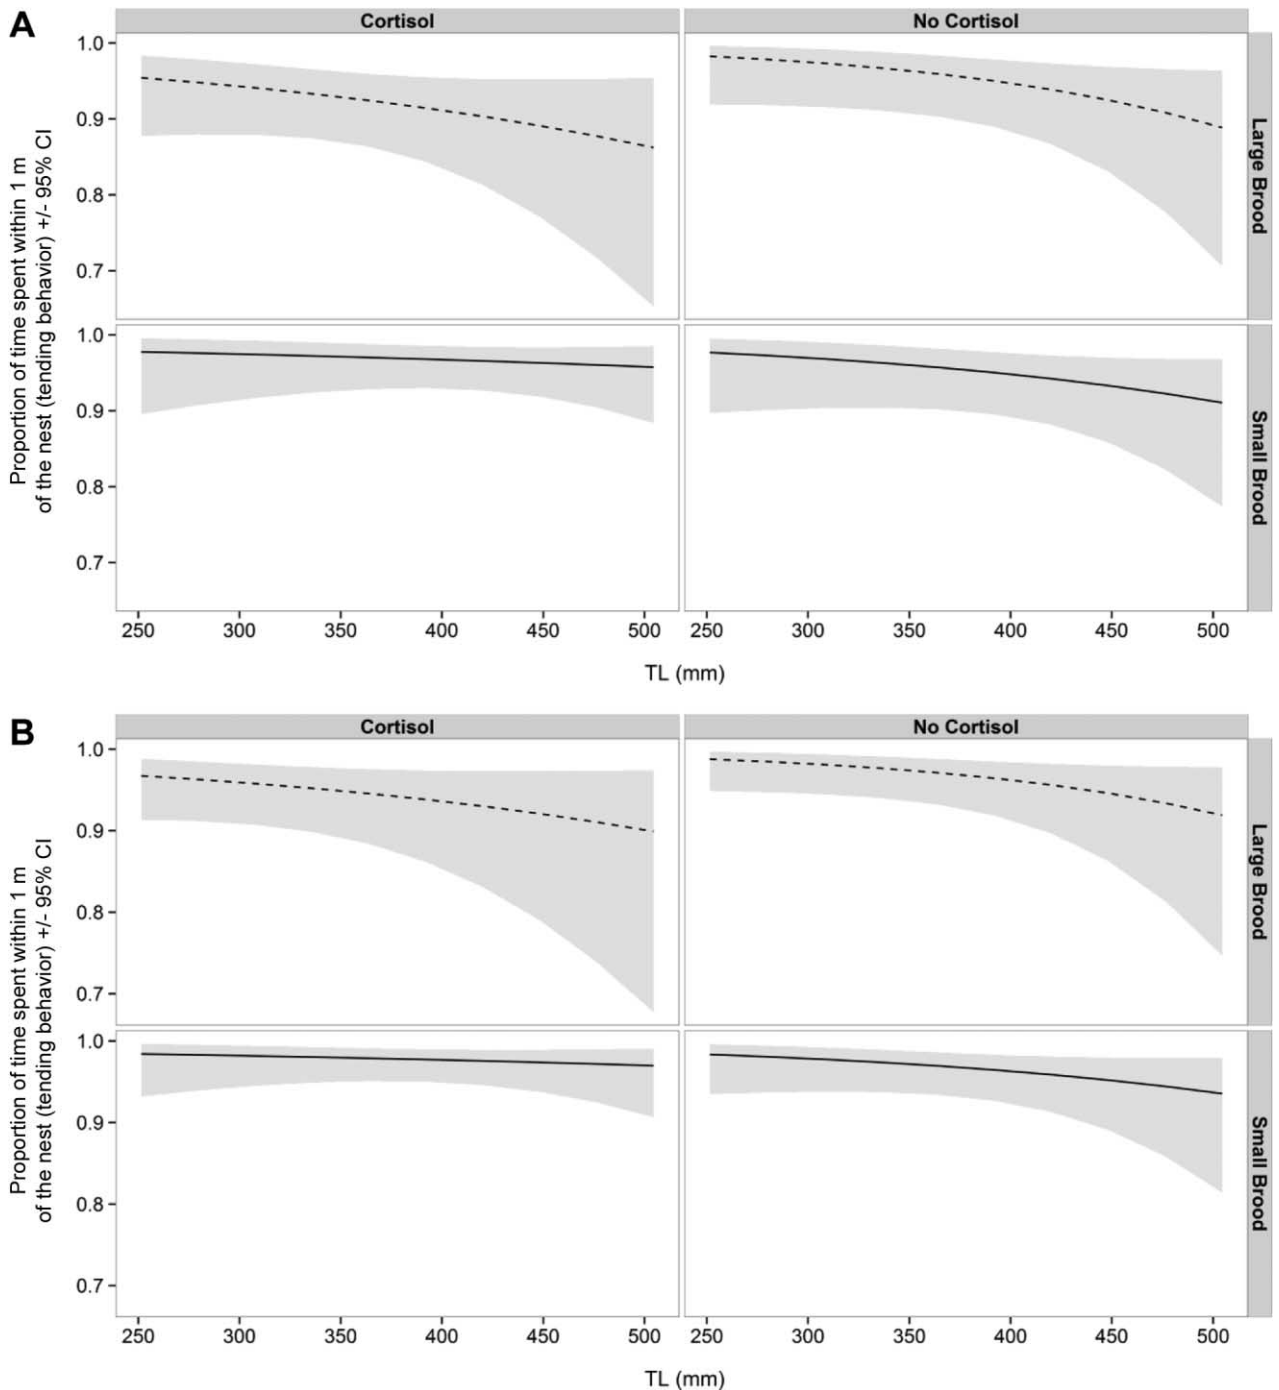 A
Cortisol
No Cortisol
Proportion of time spent within 1 m
of the nest (tending behavior) +/- 95% CI
1.0
0.9
0.8
0.7
Large Brood
1.0
0.9
0.8
0.7
Small Brood
250 300 350 400 450 500 250 300 350 400 450 500
TL (mm)
B
Cortisol
No Cortisol
Proportion of time spent within 1 m
of the nest (tending behavior) +/- 95% CI
1.0
0.9
0.8
0.7
Large Brood
1.0
0.9
0.8
0.7
Small Brood
250 300 350 400 450 500 250 300 350 400 450 500
TL (mm)